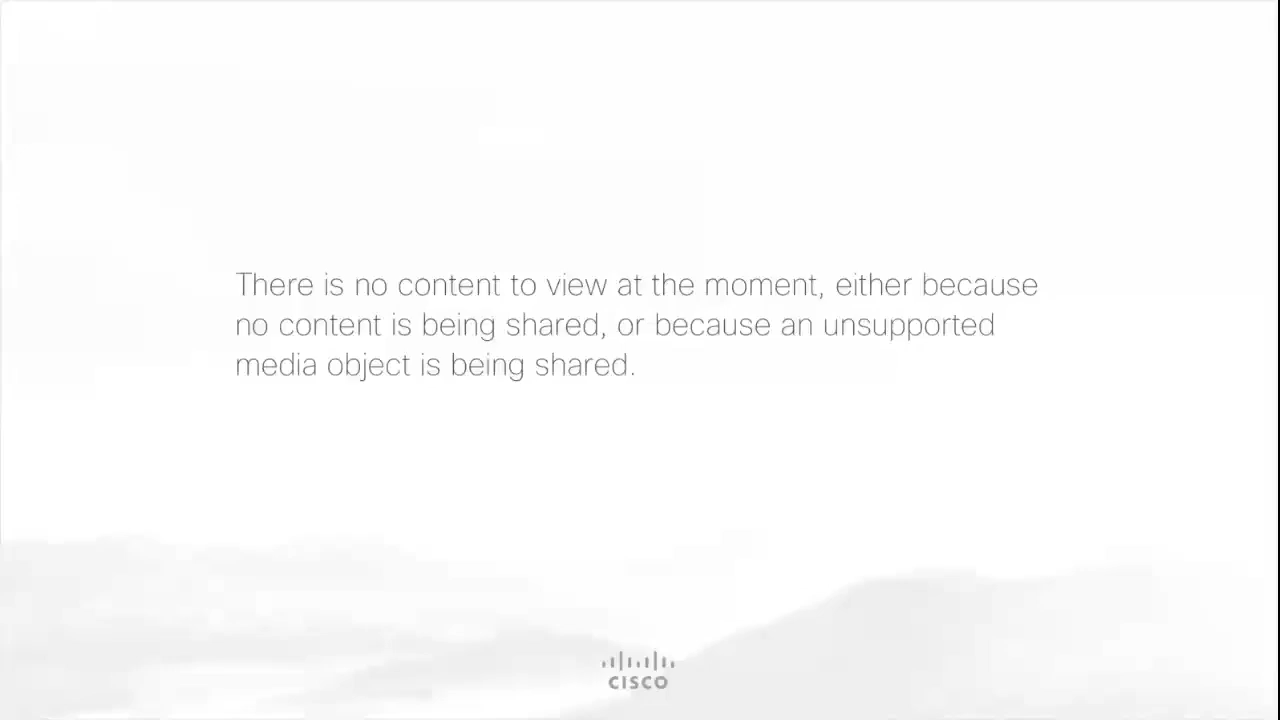 There is no content to view at the moment, either because
no content is being shared, or because an unsupported
media object is being shared.
CISCO